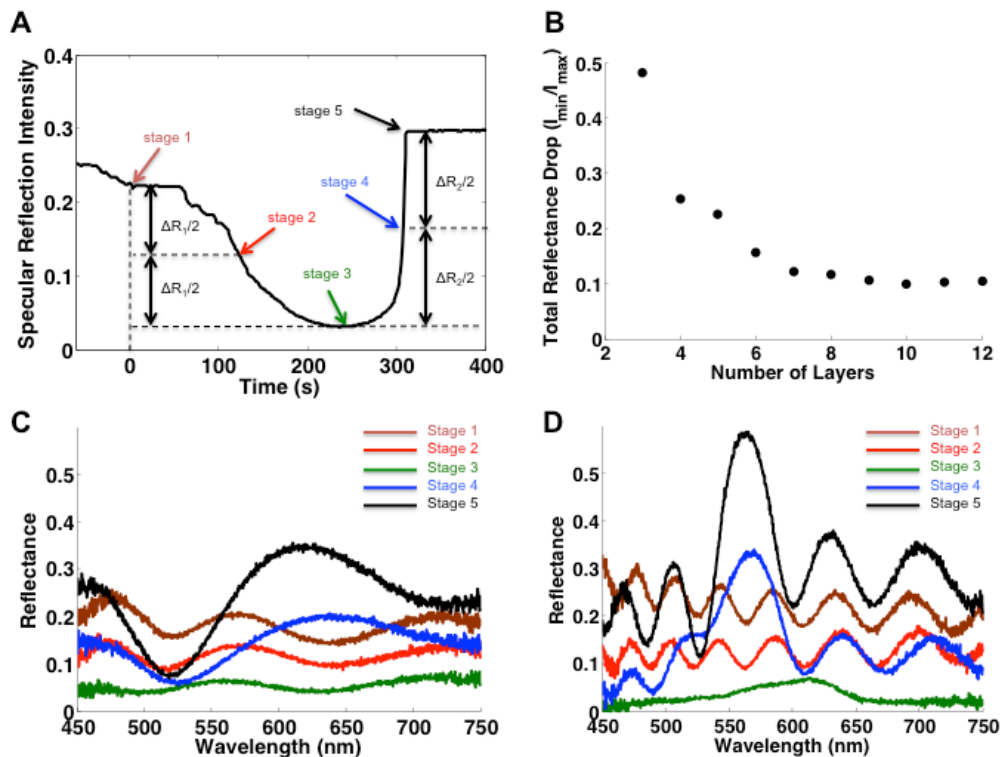 A
Specular Reflection Intensity
0.4
0.3
0.2
0.1
0
stage 1
stage 2
stage 3
stage 4
stage 5
ΔR1/2
ΔR1/2
ΔR2/2
ΔR2/2
0 100 200 300 400
Time (s)
B
Total Reflectance Drop (I_min/I_max)
0.5
0.4
0.3
0.2
0.1
0
2 4 6 8 10 12
Number of Layers
C
Reflectance
0.5
0.4
0.3
0.2
0.1
0
Stage 1
Stage 2
Stage 3
Stage 4
Stage 5
450 500 550 600 650 700 750
Wavelength (nm)
D
Reflectance
0.5
0.4
0.3
0.2
0.1
0
Stage 1
Stage 2
Stage 3
Stage 4
Stage 5
450 500 550 600 650 700 750
Wavelength (nm)